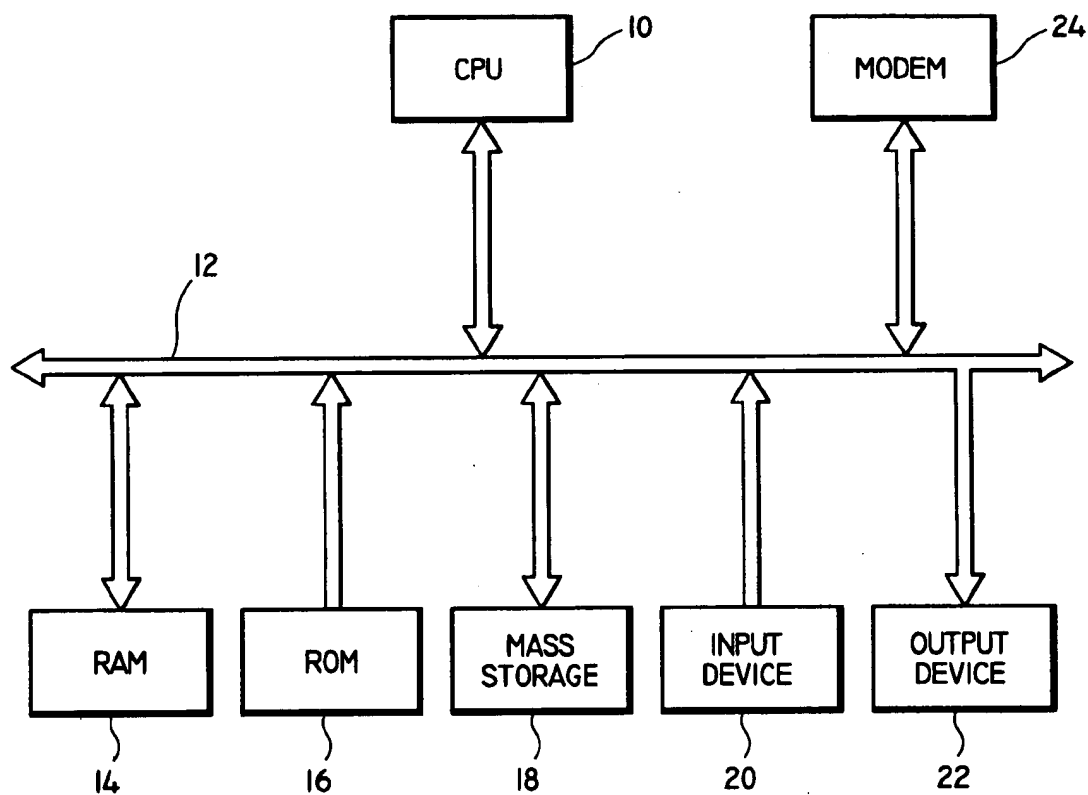 CPU
10
MODEM
24
12
RAM
ROM
MASS
STORAGE
INPUT
DEVICE
OUTPUT
DEVICE
14
16
18
20
22